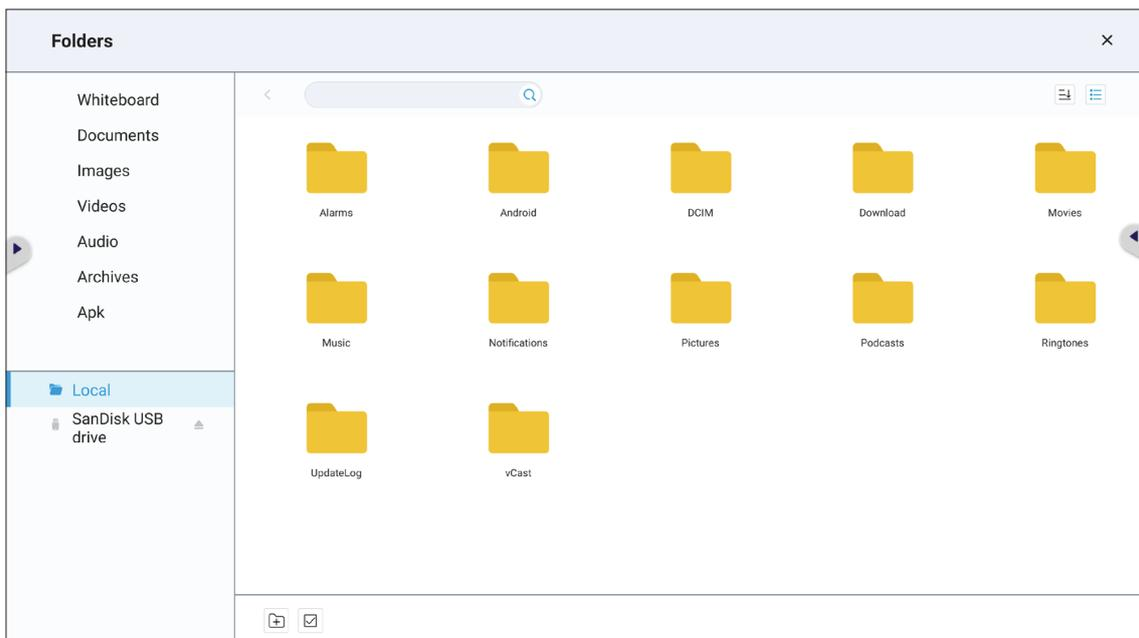 Folders
Whiteboard
Documents
Images
Videos
Audio
Archives
Apk
Local
SanDisk USB
drive
Alarms
Android
DCIM
Download
Movies
Music
Notifications
Pictures
Podcasts
Ringtones
UpdateLog
vCast